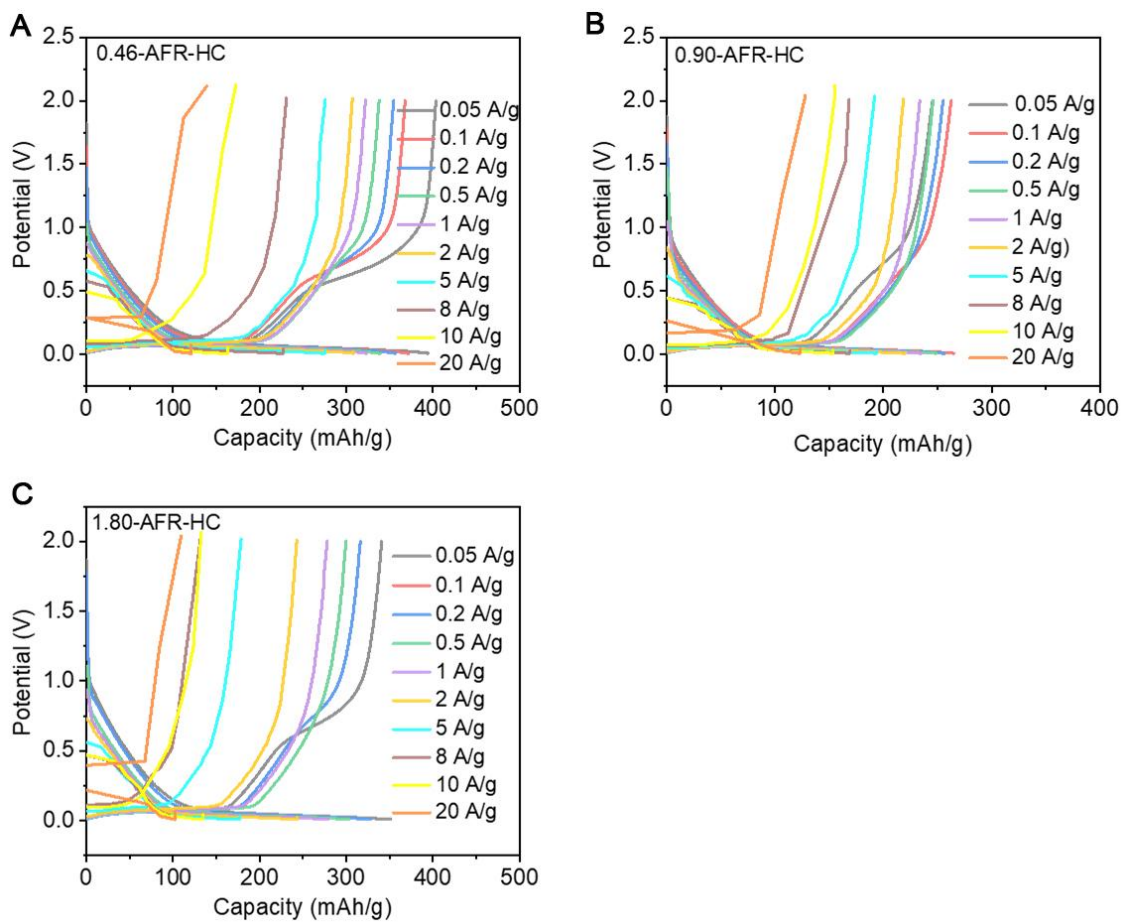 A
0.46-AFR-HC
2.5
2.0
1.5
1.0
0.5
0.0
Potential (V)
0.05 A/g
0.1 A/g
0.2 A/g
0.5 A/g
1 A/g
2 A/g
5 A/g
8 A/g
10 A/g
20 A/g
0 100 200 300 400 500
Capacity (mAh/g)
B
0.90-AFR-HC
2.5
2.0
1.5
1.0
0.5
0.0
Potential (V)
0.05 A/g
0.1 A/g
0.2 A/g
0.5 A/g
1 A/g
2 A/g)
5 A/g
8 A/g
10 A/g
20 A/g
0 100 200 300 400
Capacity (mAh/g)
C
1.80-AFR-HC
2.0
1.5
1.0
0.5
0.0
Potential (V)
0.05 A/g
0.1 A/g
0.2 A/g
0.5 A/g
1 A/g
2 A/g
5 A/g
8 A/g
10 A/g
20 A/g
0 100 200 300 400 500
Capacity (mAh/g)